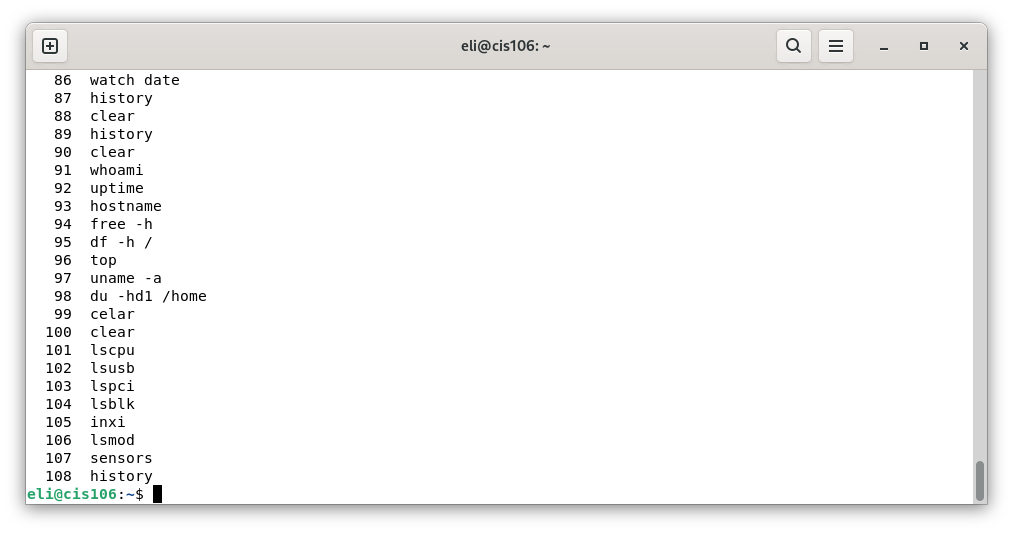 eli@cis106: ~
86 watch date
87 history
88 clear
89 history
90 clear
91 whoami
92 uptime
93 hostname
94 free -h
95 df -h /
96 top
97 uname -a
98 du -hd1 /home
99 celar
100 clear
101 lscpu
102 lsusb
103 lspci
104 lsblk
105 inxi
106 lsmod
107 sensors
108 history
eli@cis106:~$